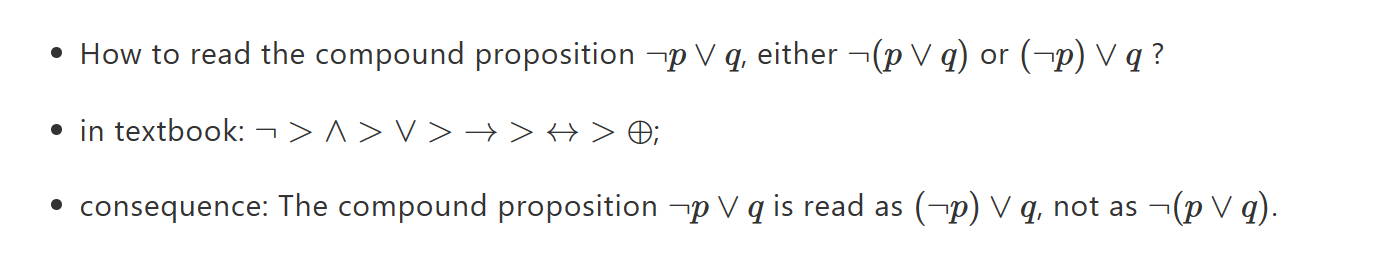 • How to read the compound proposition ¬p ∨ q, either ¬(p ∨ q) or (¬p) ∨ q ?
• in textbook: ¬ > ∧ > ∨ > → > ↔ > ⊕;
• consequence: The compound proposition ¬p ∨ q is read as (¬p) ∨ q, not as ¬(p ∨ q).